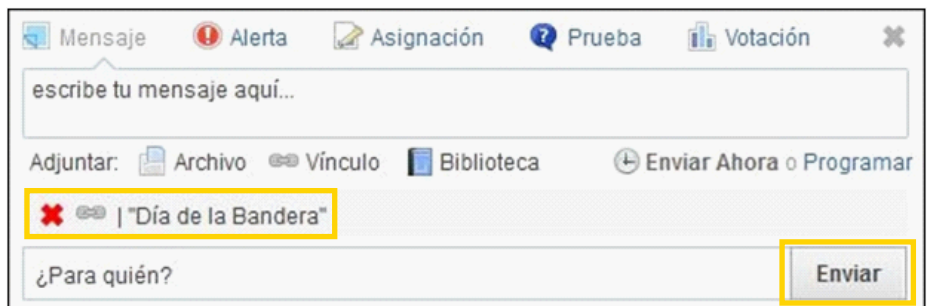 Mensaje Alerta Asignación Prueba Votación
escribe tu mensaje aquí...
Adjuntar: Archivo Vínculo Biblioteca Enviar Ahora o Programar
| "Día de la Bandera"
¿Para quién? Enviar